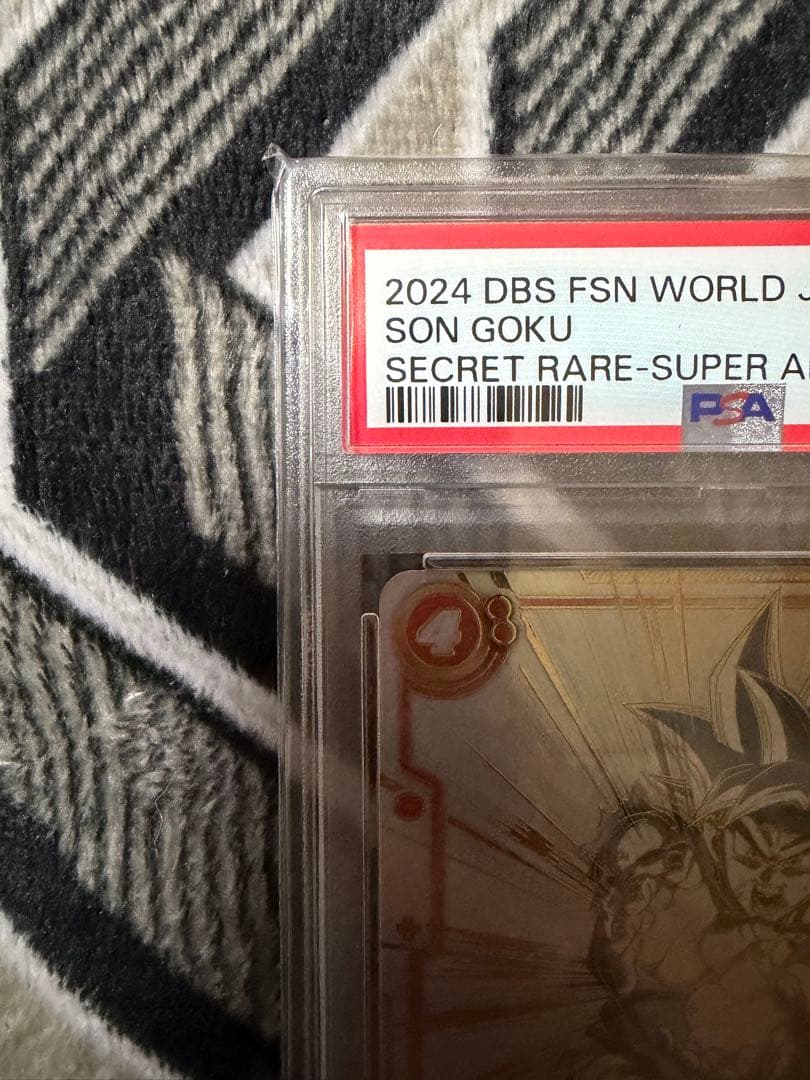 2024 DBS FSN WORLD
SON GOKU
SECRET RARE-SUPER
PSA
4